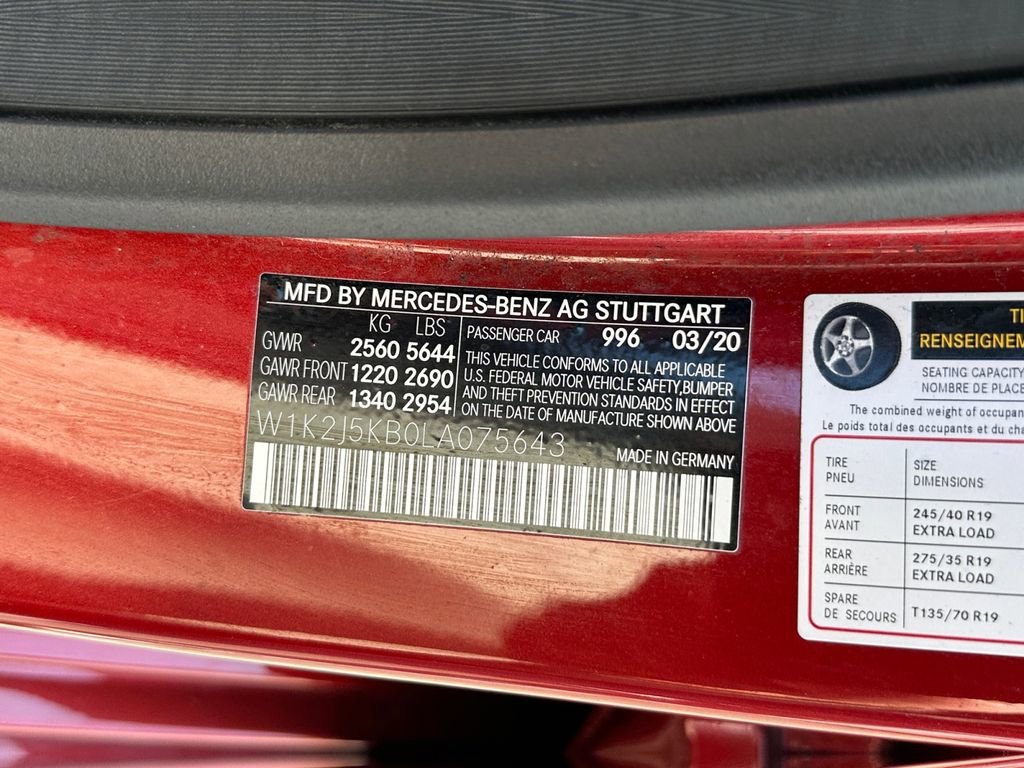 MFD BY MERCEDES-BENZ AG STUTTGART
KG LBS
GVWR 2560 5644
GAWR FRONT 1220 2690
GAWR REAR 1340 2954
PASSENGER CAR 996 03/20
THIS VEHICLE CONFORMS TO ALL APPLICABLE
U.S. FEDERAL MOTOR VEHICLE SAFETY,BUMPER
AND THEFT PREVENTION STANDARDS IN EFFECT
ON THE DATE OF MANUFACTURE SHOWN ABOVE
W1K2J5KB0LA075643
MADE IN GERMANY
TI
RENSEIGNEM
SEATING CAPACITY
NOMBRE DE PLACE
The combined weight of occupan
Le poids total des occupants et du cha
TIRE SIZE
PNEU DIMENSIONS
FRONT 245/40 R19
AVANT EXTRA LOAD
REAR 275/35 R19
ARRIÈRE EXTRA LOAD
SPARE
DE SECOURS T135/70 R19